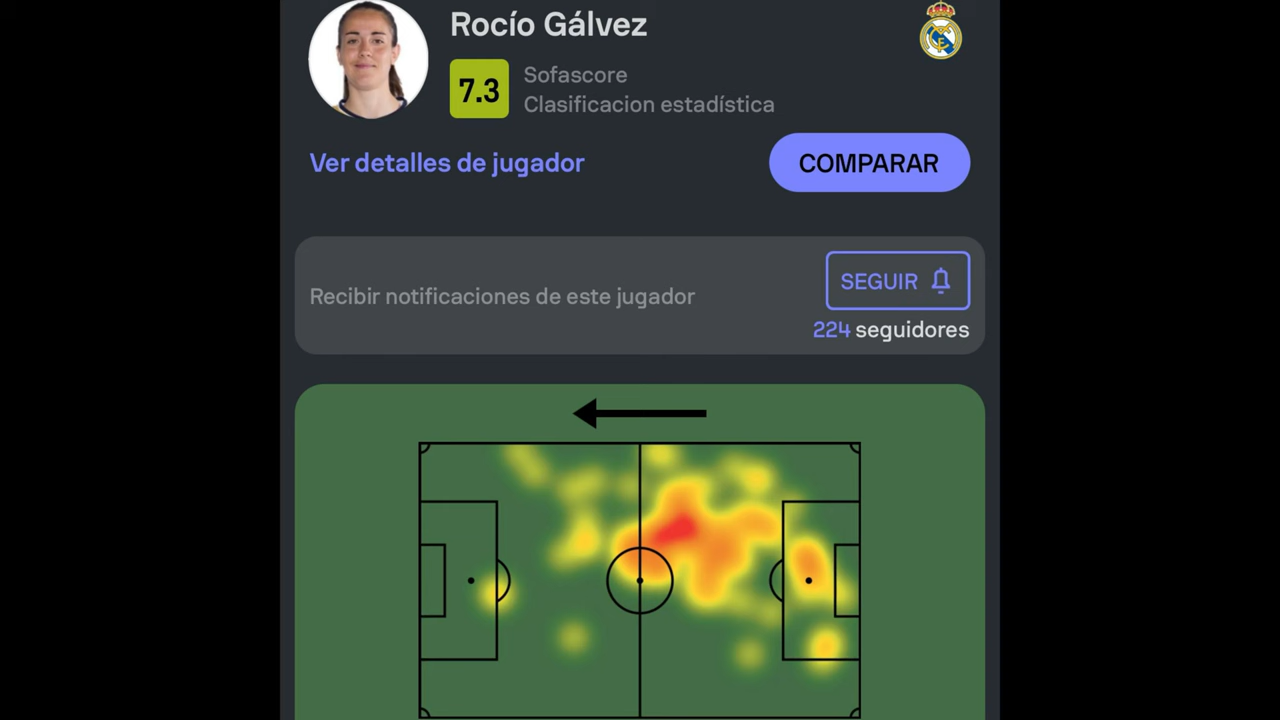 Rocío Gálvez
7.3
Sofascore
Clasificacion estadística
Ver detalles de jugador
COMPARAR
Recibir notificaciones de este jugador
SEGUIR
224 seguidores